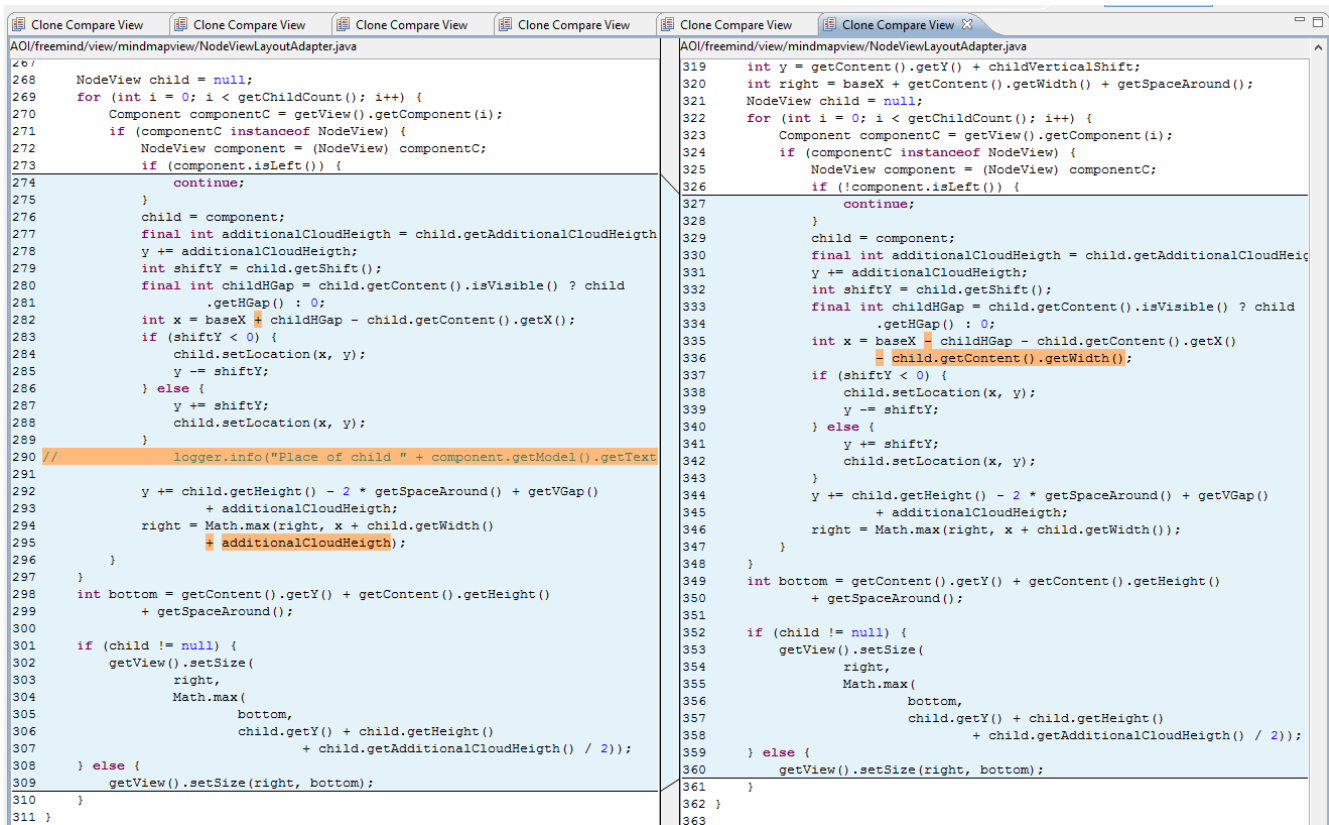 Clone Compare View
Clone Compare View
Clone Compare View
Clone Compare View
Clone Compare View
Clone Compare View
AOI/freemind/view/mindmapview/NodeViewLayoutAdapter.java
267
268 NodeView child = null;
269 for (int i = 0; i < getChildCount(); i++) {
270 Component componentC = getView().getComponent(i);
271 if (componentC instanceof NodeView) {
272 NodeView component = (NodeView) componentC;
273 if (component.isLeft()) {
274 continue;
275 }
276 child = component;
277 final int additionalCloudHeigth = child.getAdditionalCloudHeigth
278 y += additionalCloudHeigth;
279 int shiftY = child.getShift();
280 final int childHGap = child.getContent().isVisible() ? child
281 .getHGap() : 0;
282 int x = baseX + childHGap - child.getContent().getX();
283 if (shiftY < 0) {
284 child.setLocation(x, y);
285 y -= shiftY;
286 } else {
287 y += shiftY;
288 child.setLocation(x, y);
289 }
290 // logger.info("Place of child " + component.getModel().getText
291
292 y += child.getHeight() - 2 * getSpaceAround() + getVGap()
293 + additionalCloudHeigth;
294 right = Math.max(right, x + child.getWidth()
295 + additionalCloudHeigth);
296 }
297 }
298 int bottom = getContent().getY() + getContent().getHeight()
299 + getSpaceAround();
300
301 if (child != null) {
302 getView().setSize(
303 right,
304 Math.max(
305 bottom,
306 child.getY() + child.getHeight()
307 + child.getAdditionalCloudHeigth() / 2));
308 } else {
309 getView().setSize(right, bottom);
310 }
311 }
AOI/freemind/view/mindmapview/NodeViewLayoutAdapter.java
319 int y = getContent().getY() + childVerticalShift;
320 int right = baseX + getContent().getWidth() + getSpaceAround();
321 NodeView child = null;
322 for (int i = 0; i < getChildCount(); i++) {
323 Component componentC = getView().getComponent(i);
324 if (componentC instanceof NodeView) {
325 NodeView component = (NodeView) componentC;
326 if (!component.isLeft()) {
327 continue;
328 }
329 child = component;
330 final int additionalCloudHeigth = child.getAdditionalCloudHeig
331 y += additionalCloudHeigth;
332 int shiftY = child.getShift();
333 final int childHGap = child.getContent().isVisible() ? child
334 .getHGap() : 0;
335 int x = baseX - childHGap - child.getContent().getX()
336 - child.getContent().getWidth();
337 if (shiftY < 0) {
338 child.setLocation(x, y);
339 y -= shiftY;
340 } else {
341 y += shiftY;
342 child.setLocation(x, y);
343 }
344 y += child.getHeight() - 2 * getSpaceAround() + getVGap()
345 + additionalCloudHeigth;
346 right = Math.max(right, x + child.getWidth());
347 }
348 }
349 int bottom = getContent().getY() + getContent().getHeight()
350 + getSpaceAround();
351
352 if (child != null) {
353 getView().setSize(
354 right,
355 Math.max(
356 bottom,
357 child.getY() + child.getHeight()
358 + child.getAdditionalCloudHeigth() / 2));
359 } else {
360 getView().setSize(right, bottom);
361 }
362 }
363